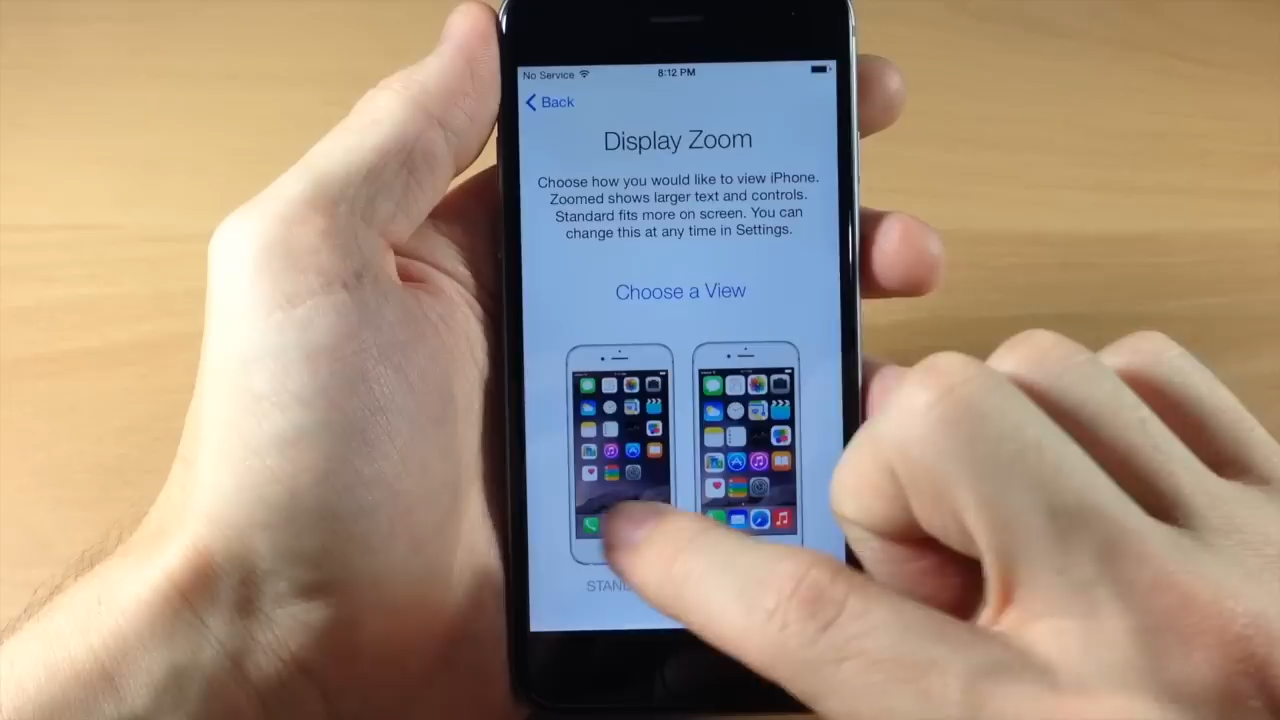 No Service 8:12 PM
Back
Display Zoom
Choose how you would like to view iPhone.
Zoomed shows larger text and controls.
Standard fits more on screen. You can
change this at any time in Settings.
Choose a View